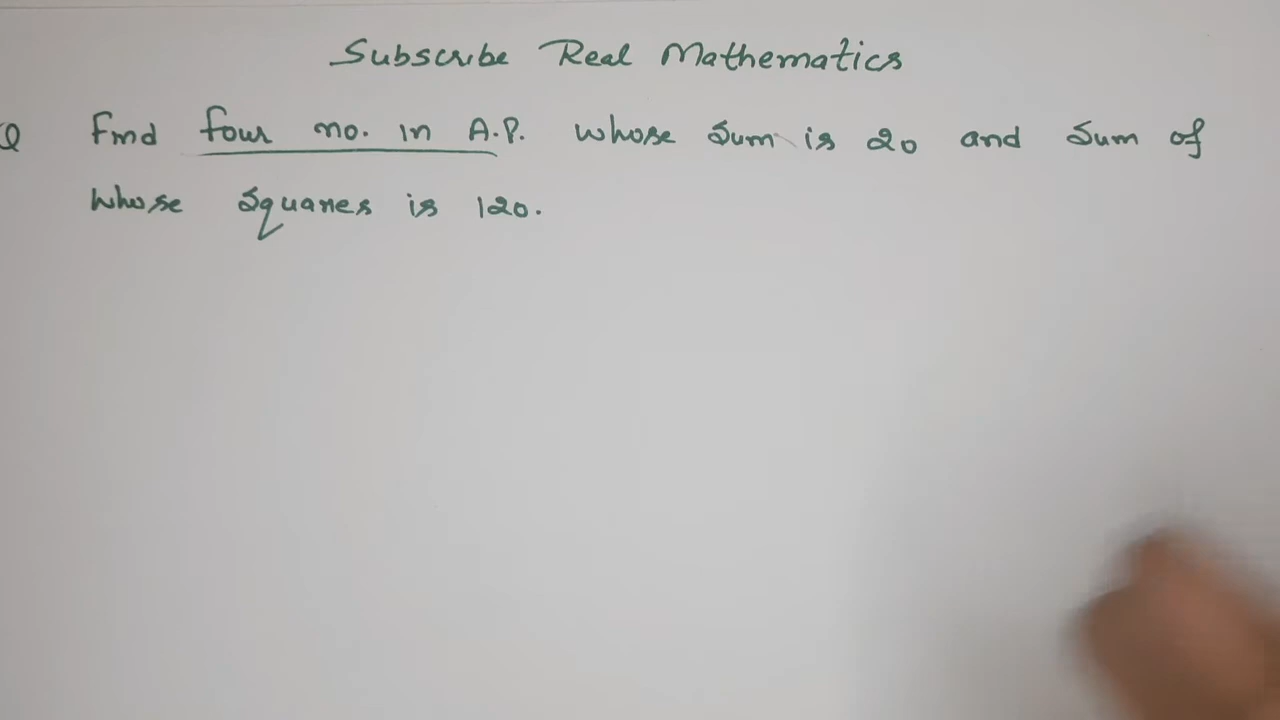 Subscribe Real Mathematics
Q Find four no. in A.P. whose sum is 20 and sum of
whose squares is 120.